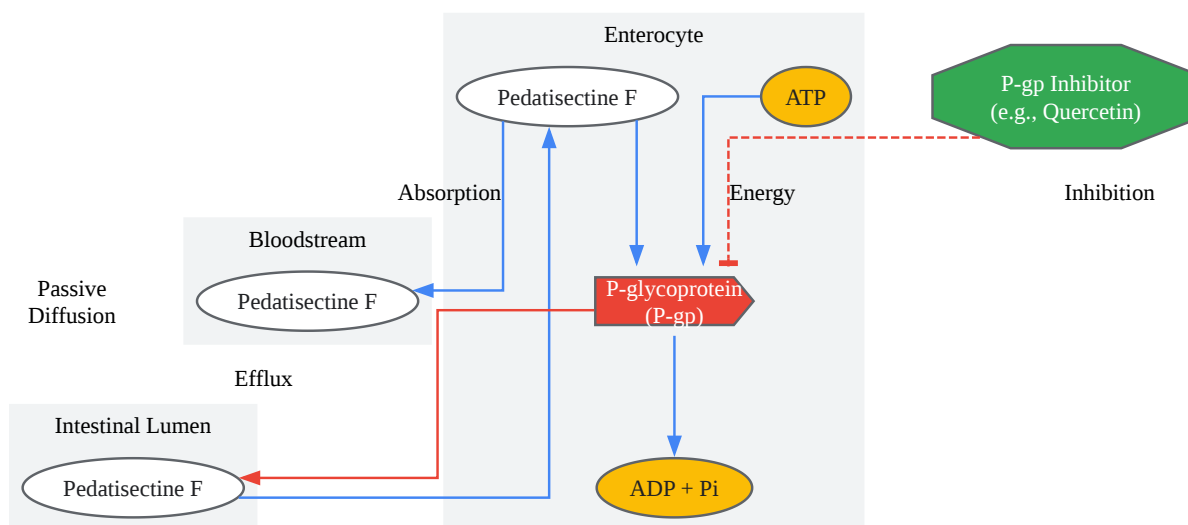 Enterocyte
Pedatisectine F
ATP
P-gp Inhibitor
(e.g., Quercetin)
Absorption
Energy
Inhibition
Bloodstream
Pedatisectine F
P-glycoprotein
(P-gp)
Passive
Diffusion
Efflux
Intestinal Lumen
Pedatisectine F
ADP + Pi